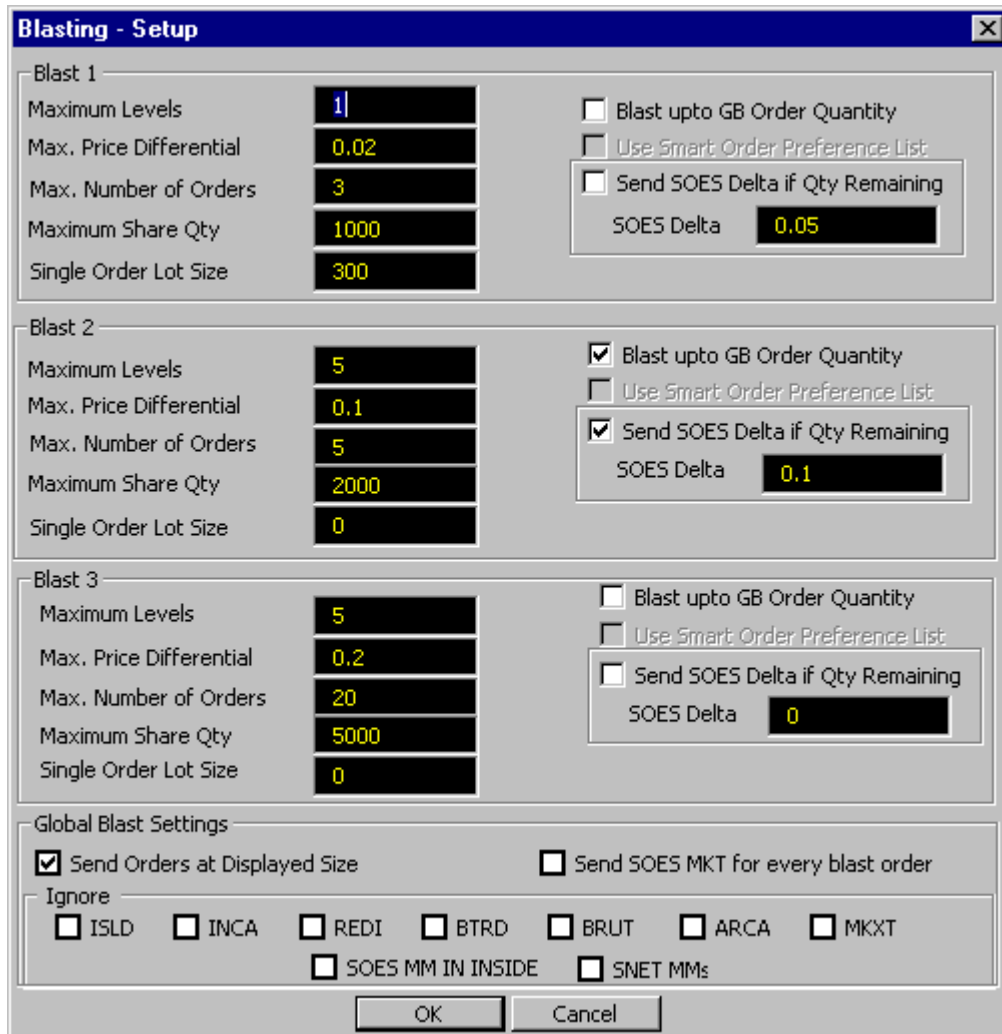 Blasting - Setup
Blast 1
Maximum Levels 1
Max. Price Differential 0.02
Max. Number of Orders 3
Maximum Share Qty 1000
Single Order Lot Size 300
Blast upto GB Order Quantity
Use Smart Order Preference List
Send SOES Delta if Qty Remaining
SOES Delta 0.05
Blast 2
Maximum Levels 5
Max. Price Differential 0.1
Max. Number of Orders 5
Maximum Share Qty 2000
Single Order Lot Size 0
Blast upto GB Order Quantity
Use Smart Order Preference List
Send SOES Delta if Qty Remaining
SOES Delta 0.1
Blast 3
Maximum Levels 5
Max. Price Differential 0.2
Max. Number of Orders 20
Maximum Share Qty 5000
Single Order Lot Size 0
Blast upto GB Order Quantity
Use Smart Order Preference List
Send SOES Delta if Qty Remaining
SOES Delta 0
Global Blast Settings
Send Orders at Displayed Size Send SOES MKT for every blast order
Ignore
ISLD INCA REDI BTRD BRUT ARCA MKXT
SOES MM IN INSIDE SNET MMs
OK Cancel